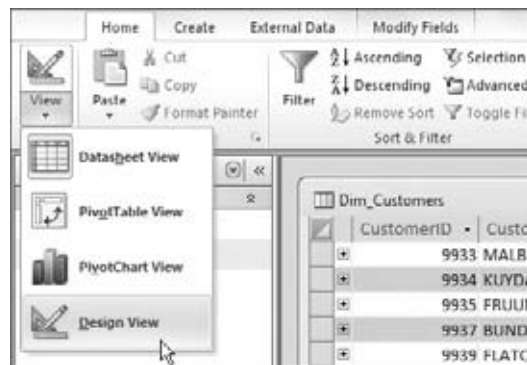 Home Create External Data Modify Fields
View
Paste
Cut
Copy
Format Painter
Filter
Ascending
Descending
Remove Sort
Selection
Advanced
Toggle
Sort & Filter
Datasheet View
PivotTable View
PivotChart View
Design View
Dim_Customers
CustomerID
9933 MALB
9934
9935
9937 BUND
9939 FLATC